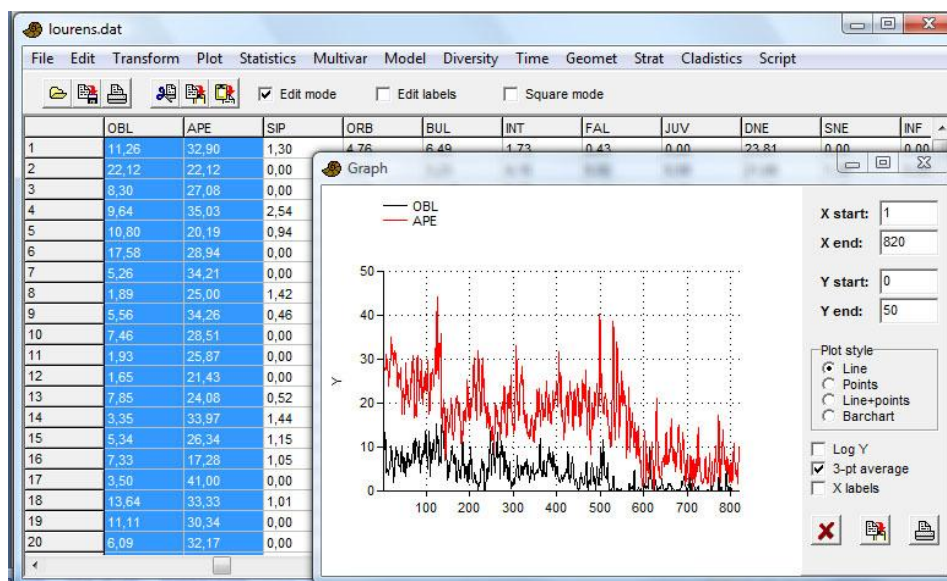 lourens.dat
File Edit Transform Plot Statistics Multivar Model Diversity Time Geomet Strat Cladistics Script
Edit mode Edit labels Square mode
OBL APE SIP ORB BUL INT FAL JUV DNE SNE INF
1 11,26 32,90 1,30 4,76 6,49 1,73 0,43 0,00 23,81 0,00 0,00
2 22,12 22,12 0,00
3 8,30 27,08 0,00
4 9,64 35,03 2,54
5 10,80 20,19 0,94
6 17,58 28,94 0,00
7 5,26 34,21 0,00
8 1,89 25,00 1,42
9 5,56 34,26 0,46
10 7,46 28,51 0,00
11 1,93 25,87 0,00
12 1,65 21,43 0,00
13 7,85 24,08 0,52
14 3,35 33,97 1,44
15 5,34 26,34 1,15
16 7,33 17,28 1,05
17 3,50 41,00 0,00
18 13,64 33,33 1,01
19 11,11 30,34 0,00
20 6,09 32,17 0,00
Graph
OBL
APE
50
40
30
20
10
0
Y
100 200 300 400 500 600 700 800
X start: 1
X end: 820
Y start: 0
Y end: 50
Plot style
Line
Points
Line+points
Barchart
Log Y
3-pt average
X labels